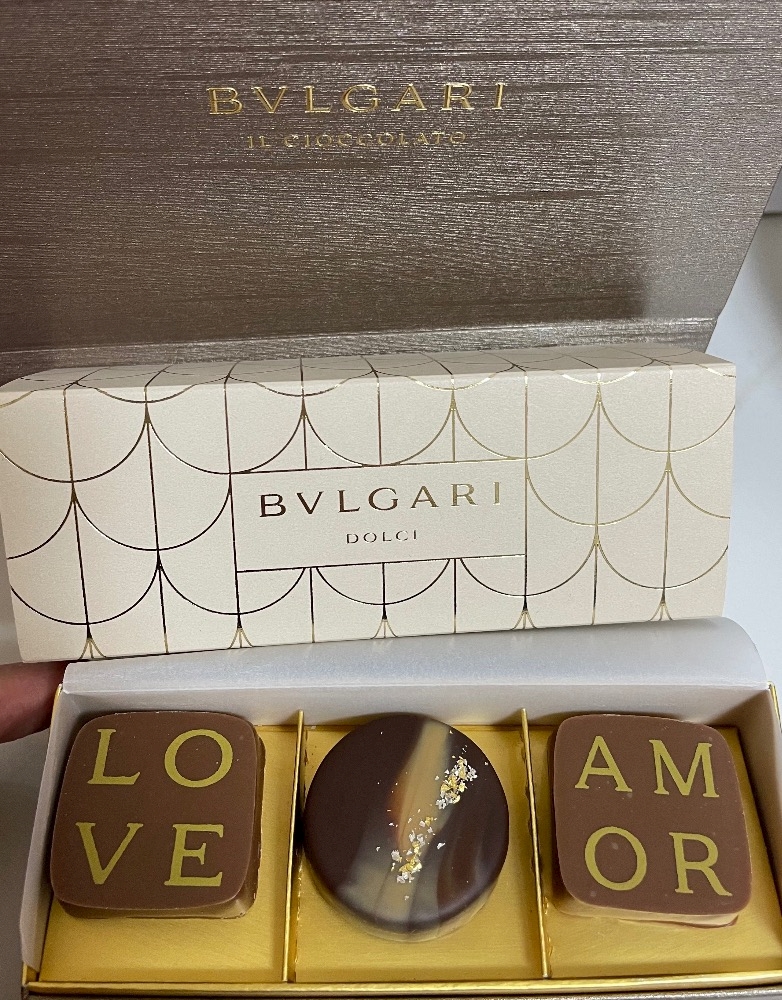 BVLGARI
IL CIOCCOLATO
BVLGARI
DOLCI
LO
VE
AM
OR